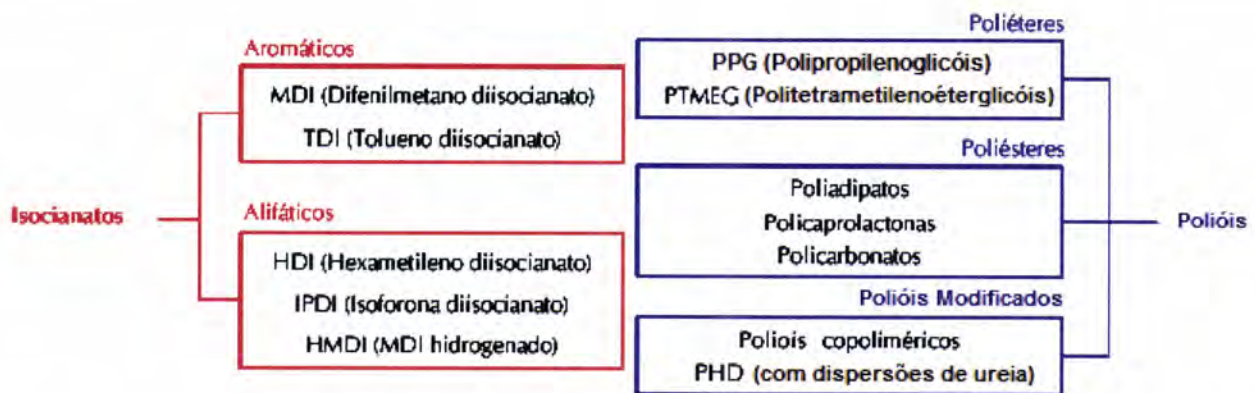 Isocianatos
Aromáticos
MDI (Difenilmetano diisocianato)
TDI (Tolueno diisocianato)
Alifáticos
HDI (Hexametileno diisocianato)
IPDI (Isoforona diisocianato)
HMDI (MDI hidrogenado)
Poliéteres
PPG (Polipropilenoglicóis)
PTMEG (Politetrametilenoéterglicóis)
Poliésteres
Poliadipatos
Policaprolactonas
Policarbonatos
Polióis Modificados
Poliois copoliméricos
PHD (com dispersões de ureia)
Polióis